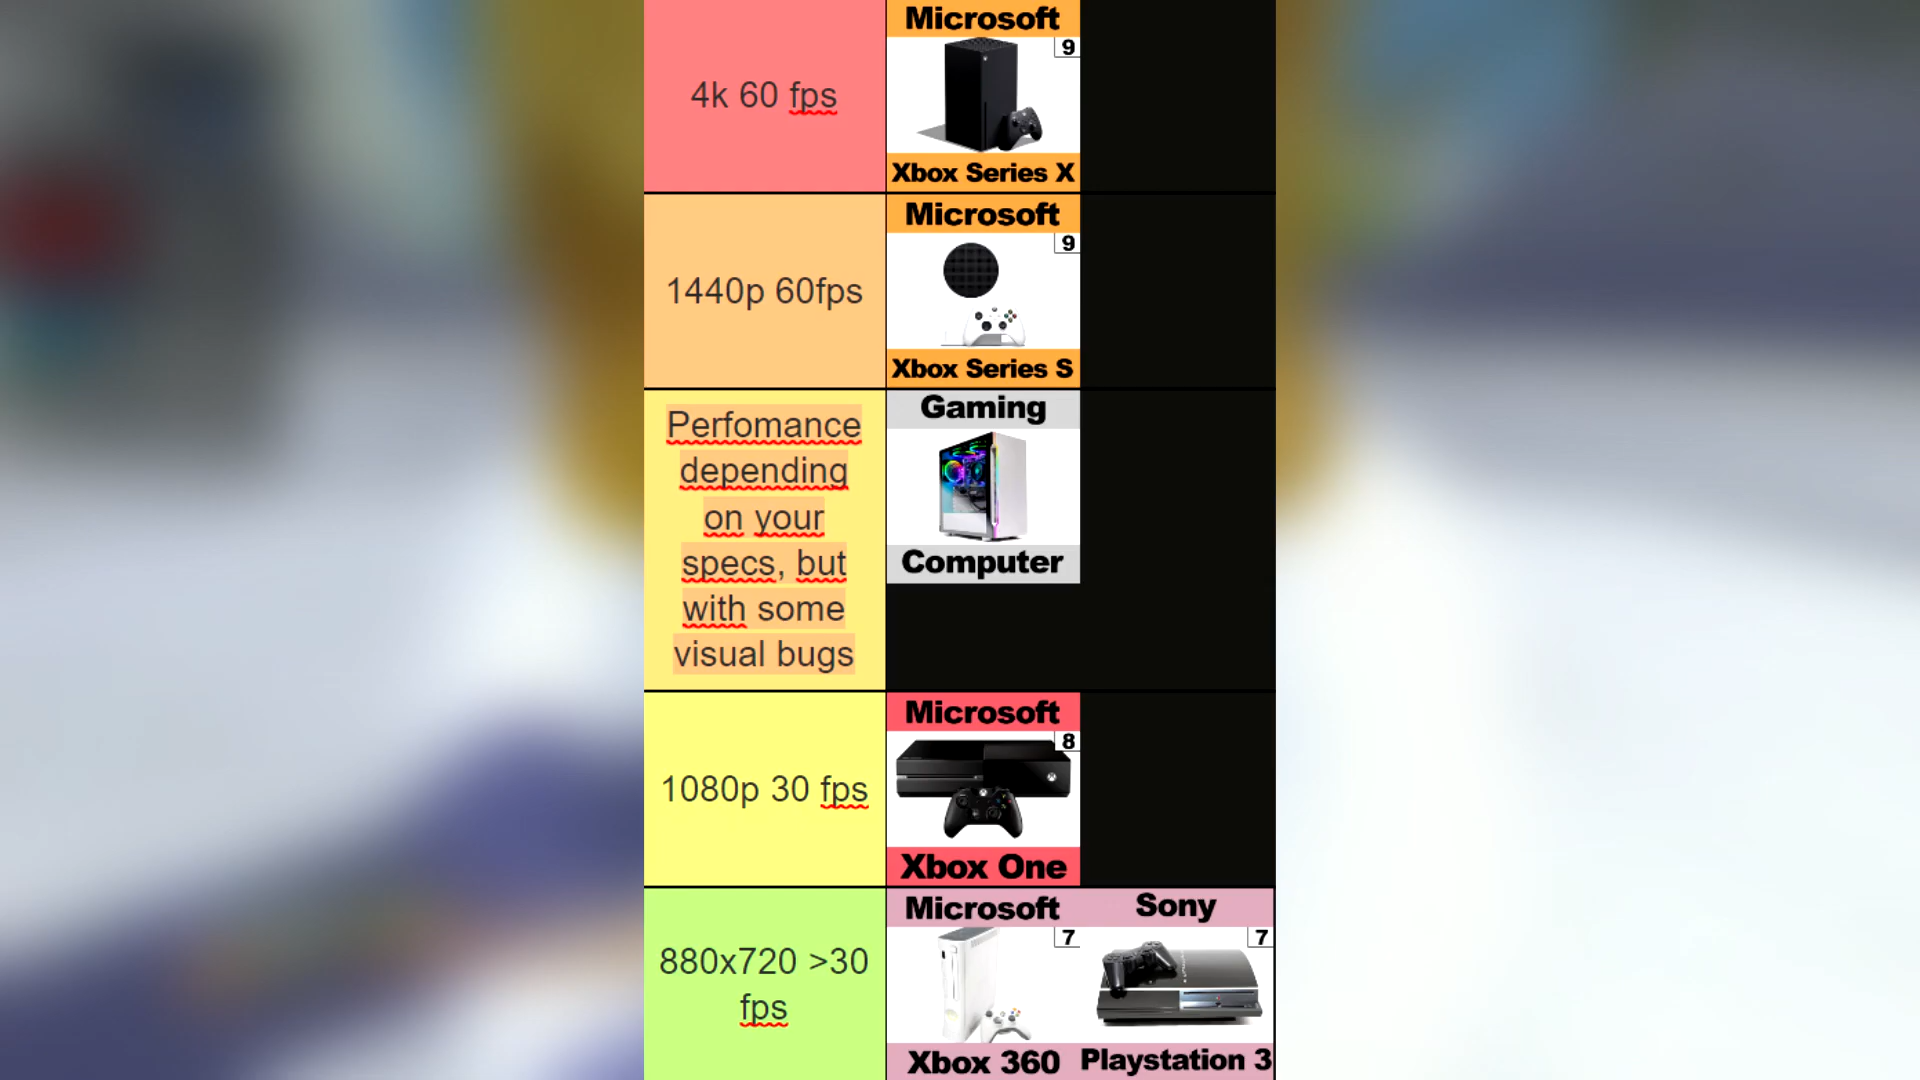 4k 60 fps
Microsoft
9
Xbox Series X
1440p 60fps
Microsoft
9
Xbox Series S
Perfomance
depending
on your
specs, but
with some
visual bugs
Gaming
Computer
1080p 30 fps
Microsoft
8
Xbox One
880x720 >30
fps
Microsoft
7
Xbox 360
Sony
7
Playstation 3